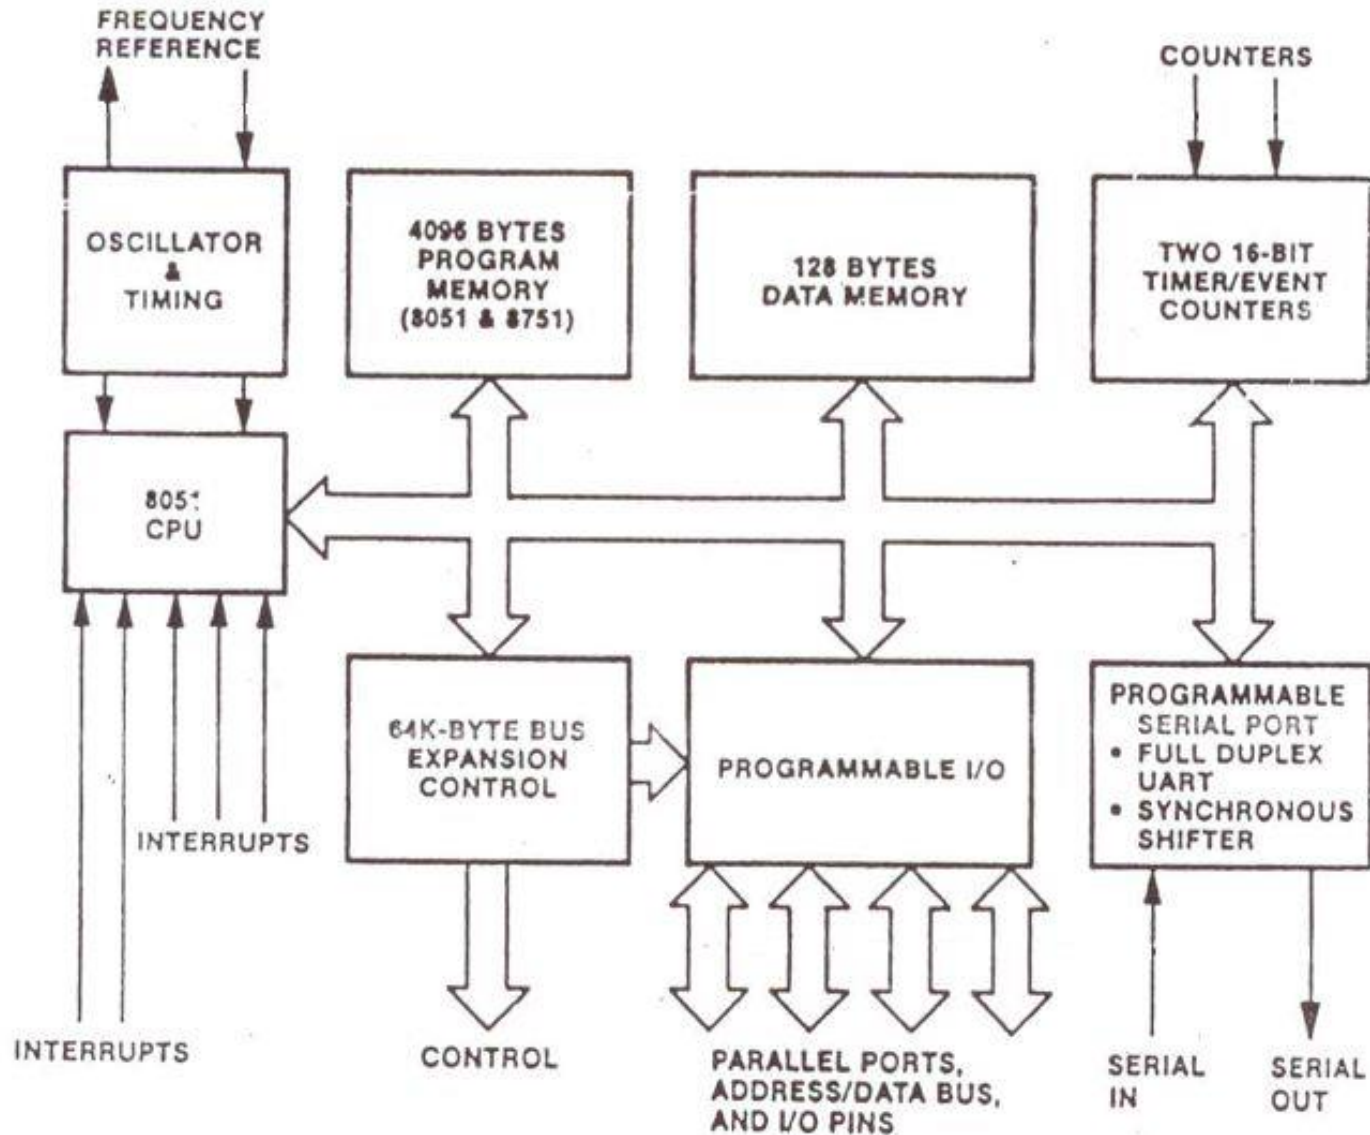 FREQUENCY
REFERENCE
COUNTERS
OSCILLATOR
&
TIMING
4096 BYTES
PROGRAM
MEMORY
(8051 & 8751)
128 BYTES
DATA MEMORY
TWO 16-BIT
TIMER/EVENT
COUNTERS
8051
CPU
64K-BYTE BUS
EXPANSION
CONTROL
PROGRAMMABLE I/O
PROGRAMMABLE
SERIAL PORT
• FULL DUPLEX
UART
• SYNCHRONOUS
SHIFTER
INTERRUPTS
INTERRUPTS
CONTROL
PARALLEL PORTS,
ADDRESS/DATA BUS,
AND I/O PINS
SERIAL
IN
SERIAL
OUT